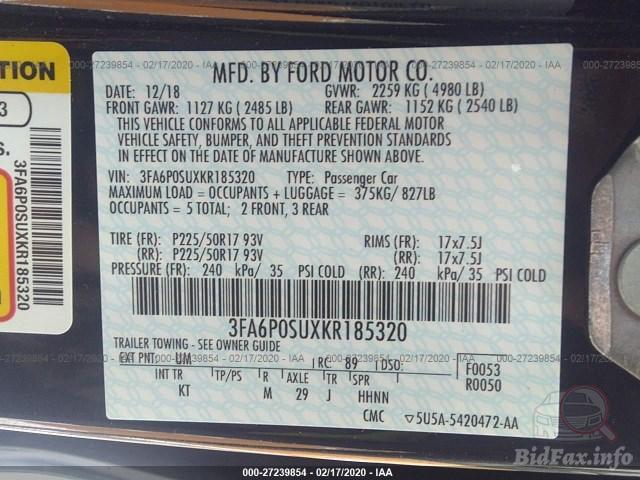 000-27239854 - 02/17/2020 - IAA
TION
3
S.
3FA6P0SUXKR185320
MFD. BY FORD MOTOR CO.
DATE: 12/18 GVWR: 2259 KG ( 4980 LB)
FRONT GAWR: 1127 KG ( 2485 LB) REAR GAWR: 1152 KG ( 2540 LB)
THIS VEHICLE CONFORMS TO ALL APPLICABLE FEDERAL MOTOR
VEHICLE SAFETY, BUMPER, AND THEFT PREVENTION STANDARDS
IN EFFECT ON THE DATE OF MANUFACTURE SHOWN ABOVE.
VIN: 3FA6P0SUXKR185320 TYPE: Passenger Car
MAXIMUM LOAD = OCCUPANTS + LUGGAGE = 375KG/ 827LB
OCCUPANTS = 5 TOTAL; 2 FRONT, 3 REAR
TIRE (FR): P225/50R17 93V RIMS (FR): 17x7.5J
(RR): P225/50R17 93V (RR): 17x7.5J
PRESSURE (FR): 240 kPa/ 35 PSI COLD (RR): 240 kPa/ 35 PSI COLD
3FA6P0SUXKR185320
TRAILER TOWING - SEE OWNER GUIDE
EXT PNT: UM RC: 89 DSO: F0053
R0050
INT TR TP/PS R AXLE TR SPR
KT M 29 J HHNN
CMC 5U5A-5420472-AA
000-27239854 - 02/17/2020 - IAA
BidFax.info